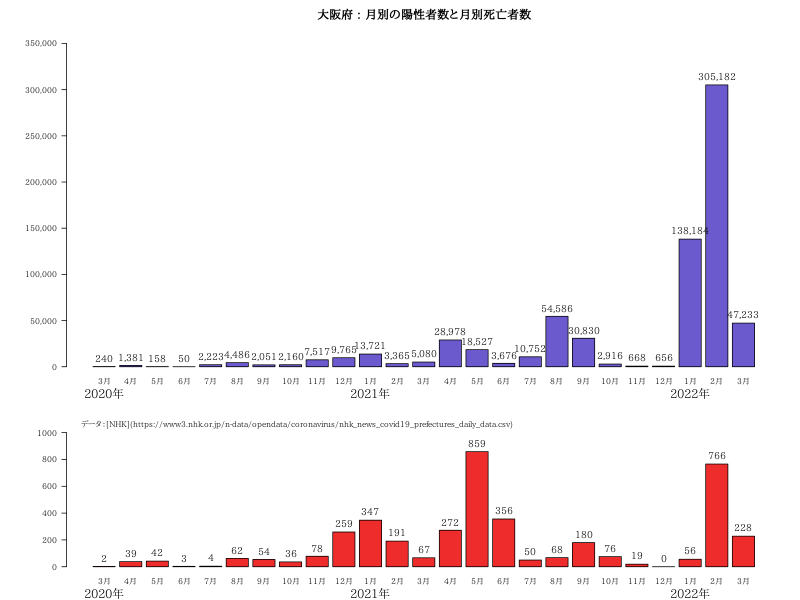 大阪府：月別の陽性者数と月別死亡者数
350,000
300,000
250,000
200,000
150,000
100,000
50,000
0
240 1,381 158 50 2,223 4,486 2,051 2,160 7,517 9,765 13,721 3,365 5,080 28,978 18,527 3,676 10,752 54,586 30,830 2,916 668 656 138,184 305,182 47,233
3月 4月 5月 6月 7月 8月 9月 10月 11月 12月 1月 2月 3月 4月 5月 6月 7月 8月 9月 10月 11月 12月 1月 2月 3月
2020年 2021年 2022年
データ：[NHK](https://www3.nhk.or.jp/n-data/opendata/coronavirus/nhk_news_covid19_prefectures_daily_data.csv)
1000
800
600
400
200
0
2 39 42 3 4 62 54 36 78 259 347 191 67 272 859 356 50 68 180 76 19 0 56 766 228
3月 4月 5月 6月 7月 8月 9月 10月 11月 12月 1月 2月 3月 4月 5月 6月 7月 8月 9月 10月 11月 12月 1月 2月 3月
2020年 2021年 2022年